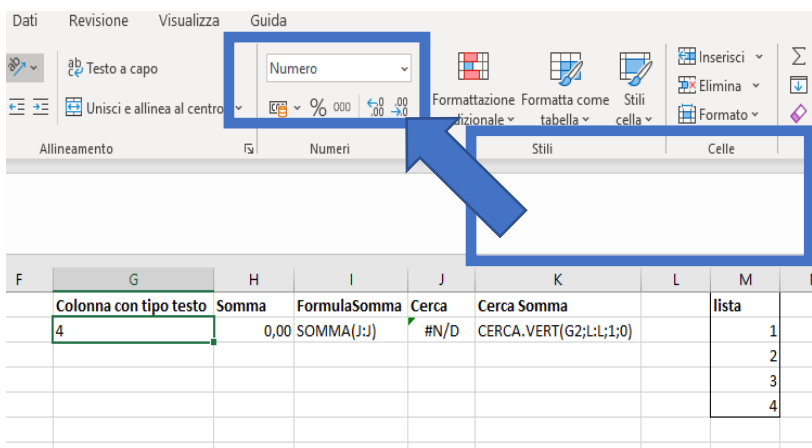 Dati Revisione Visualizza Guida
ab Testo a capo Numero Inserisci
Elimina
Unisci e allinea al centro % 000 Formattazione Formatta come Stili Formato
dizionale tabella cella
Allineamento Numeri Stili Celle
F G H I J K L M
Colonna con tipo testo Somma FormulaSomma Cerca Cerca Somma lista
4 0,00 SOMMA(J:J) #N/D CERCA.VERT(G2;L:L;1;0) 1
2
3
4